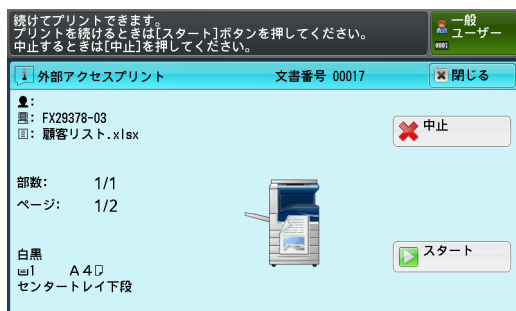 続けてプリントできます。
プリントを続けるときは[スタート]ボタンを押してください。
中止するときは[中止]を押してください。
一般
ユーザー
0001
外部アクセスプリント
文書番号 00017
閉じる
:
: FX29378-03
: 顧客リスト.xlsx
中止
部数: 1/1
ページ: 1/2
白黒
1 A4
スタート
センタートレイ下段